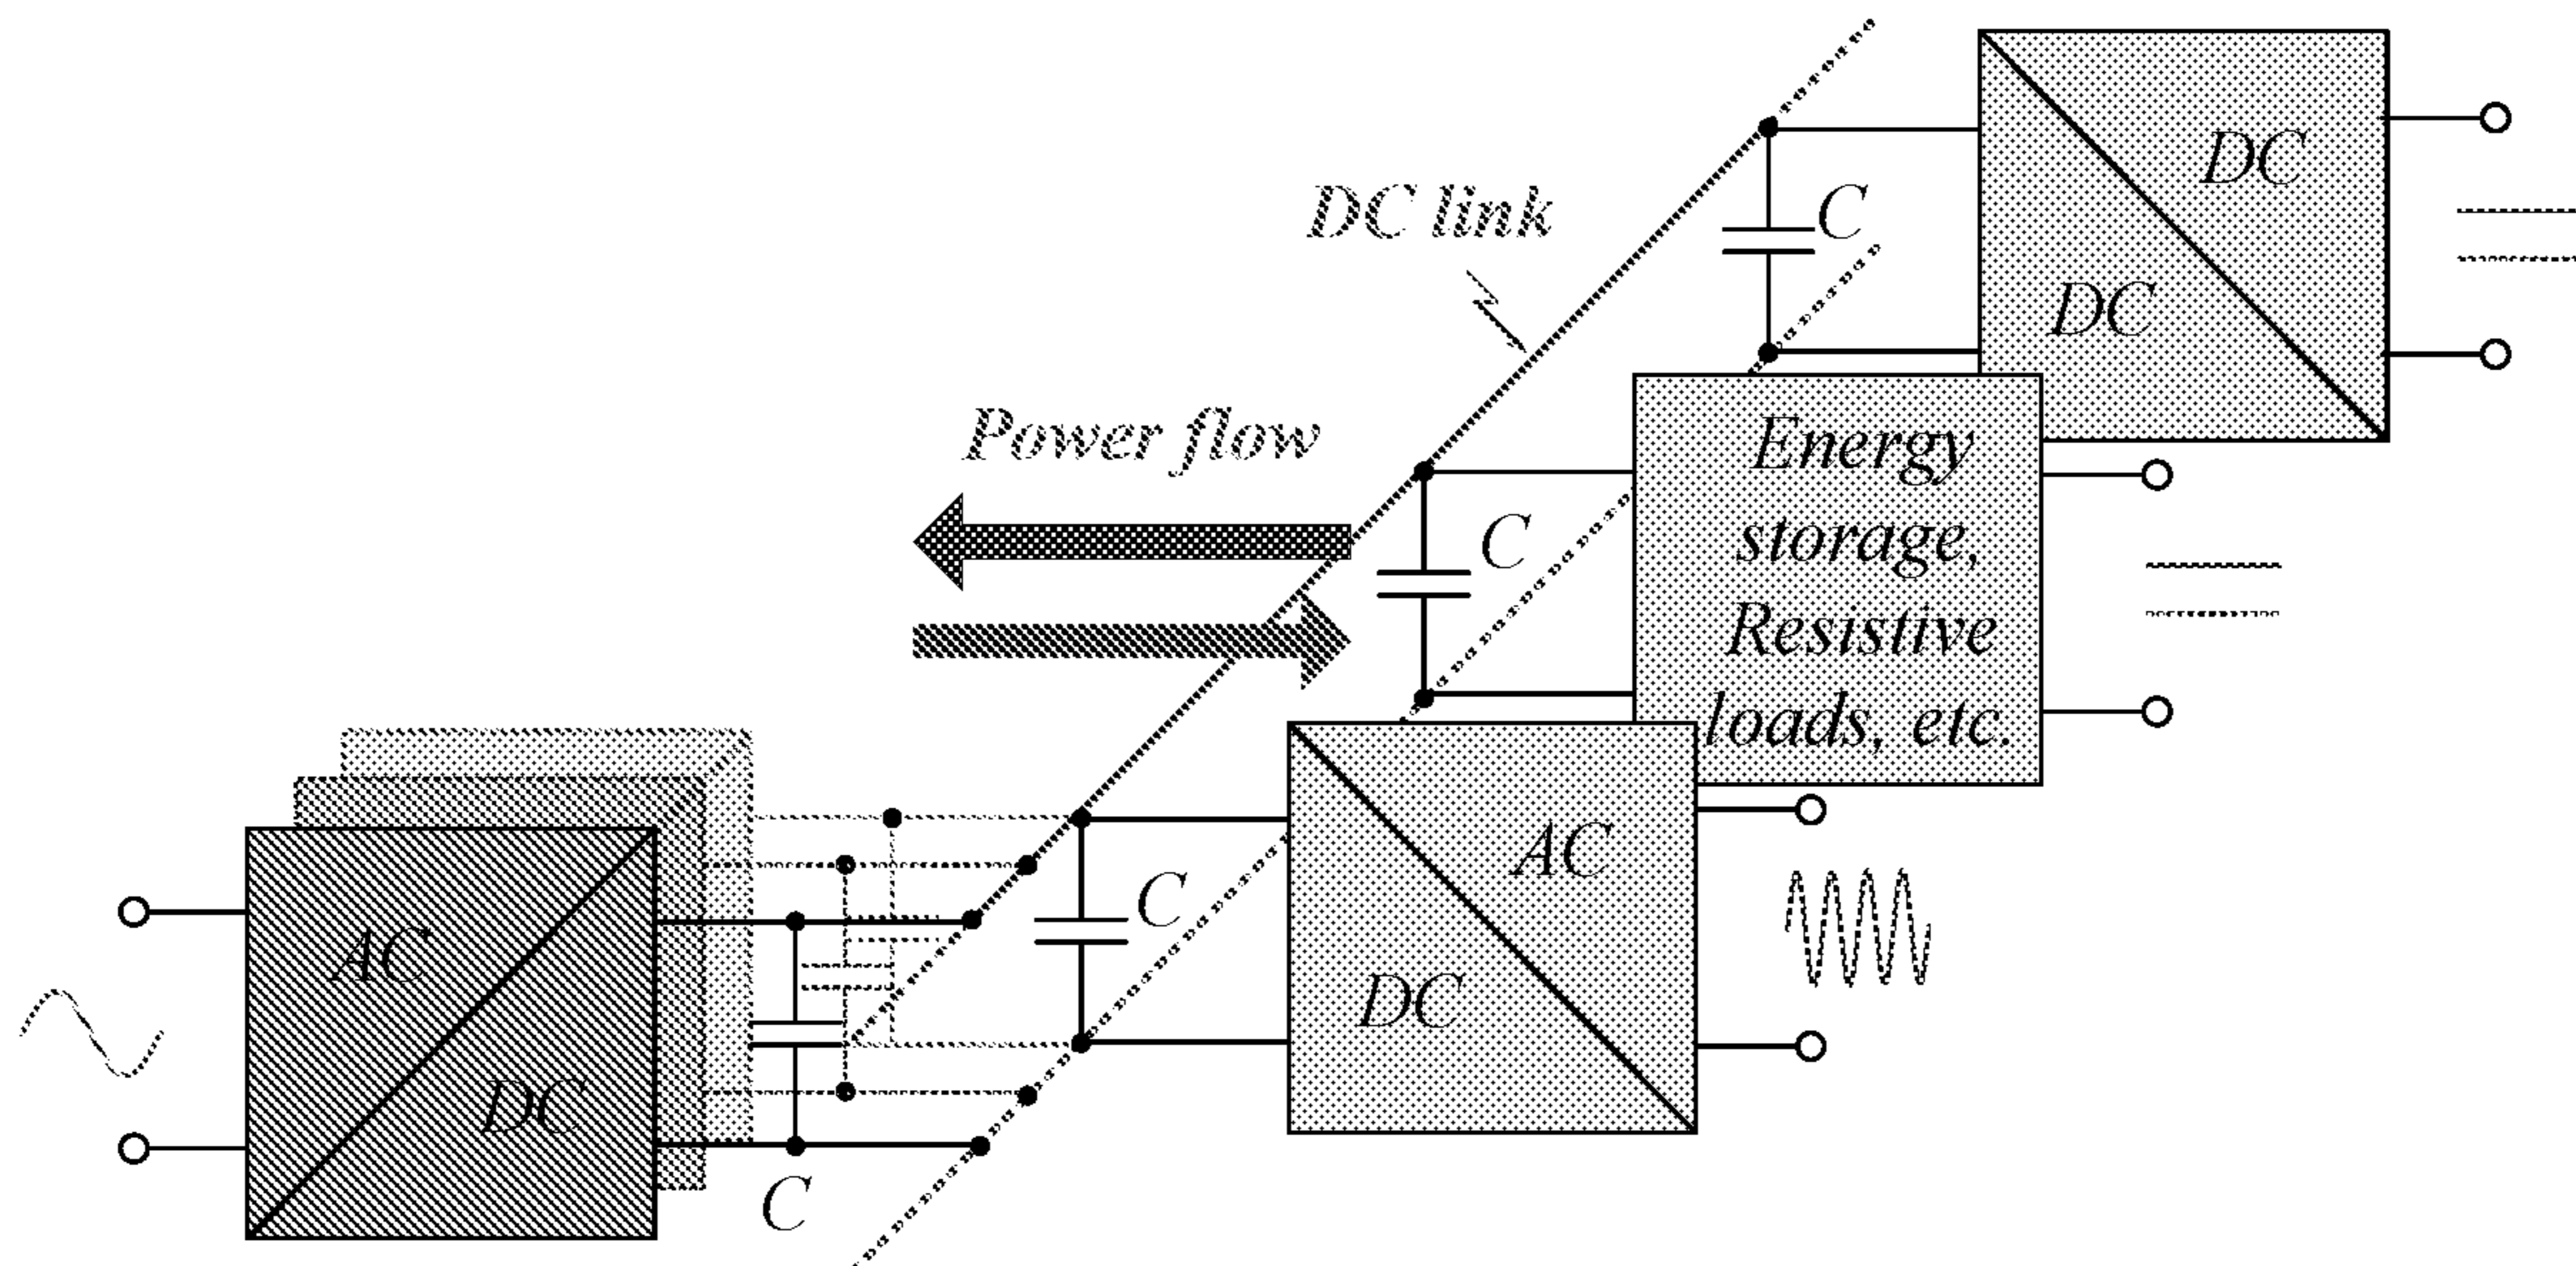 DC
DC link
C
DC
Power flow
Energy
storage,
C
Resistive
loads, etc.
AC
C
AC
DC
DC
C